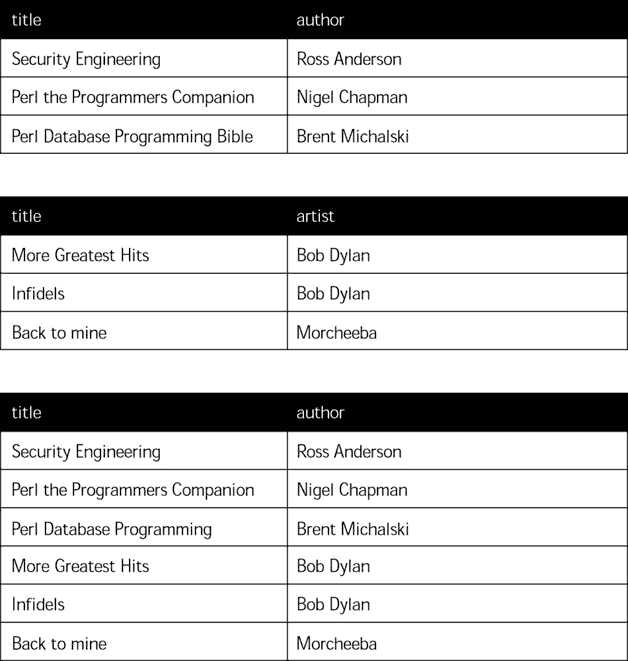 title author
Security Engineering Ross Anderson
Perl the Programmers Companion Nigel Chapman
Perl Database Programming Bible Brent Michalski
title artist
More Greatest Hits Bob Dylan
Infidels Bob Dylan
Back to mine Morcheeba
title author
Security Engineering Ross Anderson
Perl the Programmers Companion Nigel Chapman
Perl Database Programming Brent Michalski
More Greatest Hits Bob Dylan
Infidels Bob Dylan
Back to mine Morcheeba